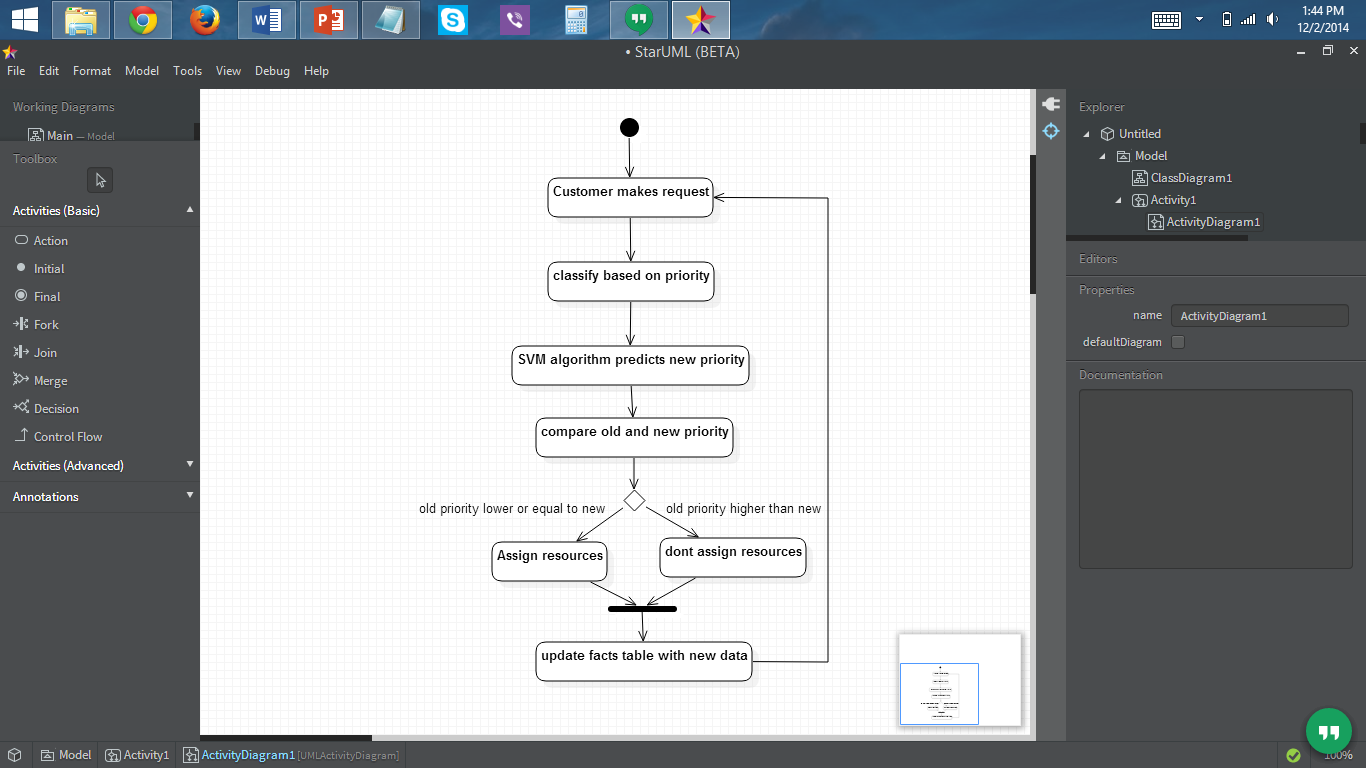 1:44 PM
12/2/2014
• StarUML (BETA)
File Edit Format Model Tools View Debug Help
Working Diagrams
Main — Model
Toolbox
Activities (Basic)
Action
Initial
Final
Fork
Join
Merge
Decision
Control Flow
Activities (Advanced)
Annotations
Customer makes request
classify based on priority
SVM algorithm predicts new priority
compare old and new priority
old priority lower or equal to new
old priority higher than new
Assign resources
dont assign resources
update facts table with new data
Explorer
Untitled
Model
ClassDiagram1
Activity1
ActivityDiagram1
Editors
Properties
name ActivityDiagram1
defaultDiagram
Documentation
Model Activity1 ActivityDiagram1 [UMLActivityDiagram]
100%